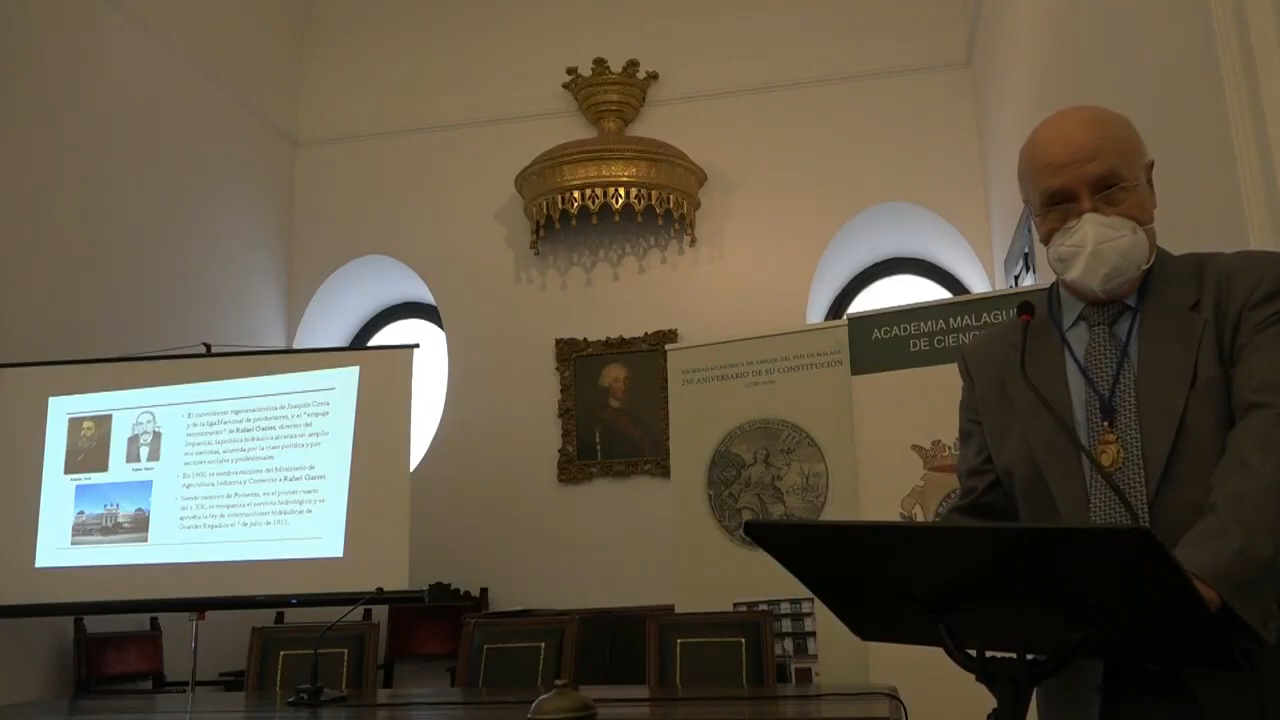 El movimiento regeneracionista de Joaquín Costa
y de la liga Nacional de productores, y el "empuje
reconstructor" de Rafael Gasset, director del
Imparcial, la política hidráulica alcanza un amplio
eco nacional, asumida por la clase política y por
sectores sociales y profesionales.
En 1900, se nombra ministro del Ministerio de
Agricultura, Industria y Comercio a Rafael Gasset.
Siendo ministro de Fomento, en el primer cuarto
del s. XX, se reorganiza el servicio hidrológico y se
aprueba la ley de construcciones hidráulicas de
Grandes Regadíos el 7 de julio de 1911.
SOCIEDAD ECONÓMICA DE AMIGOS DEL PAÍS DE MÁLAGA
230 ANIVERSARIO DE SU CONSTITUCIÓN
(1789-2019)
ACADEMIA MALAGU
DE CIENC